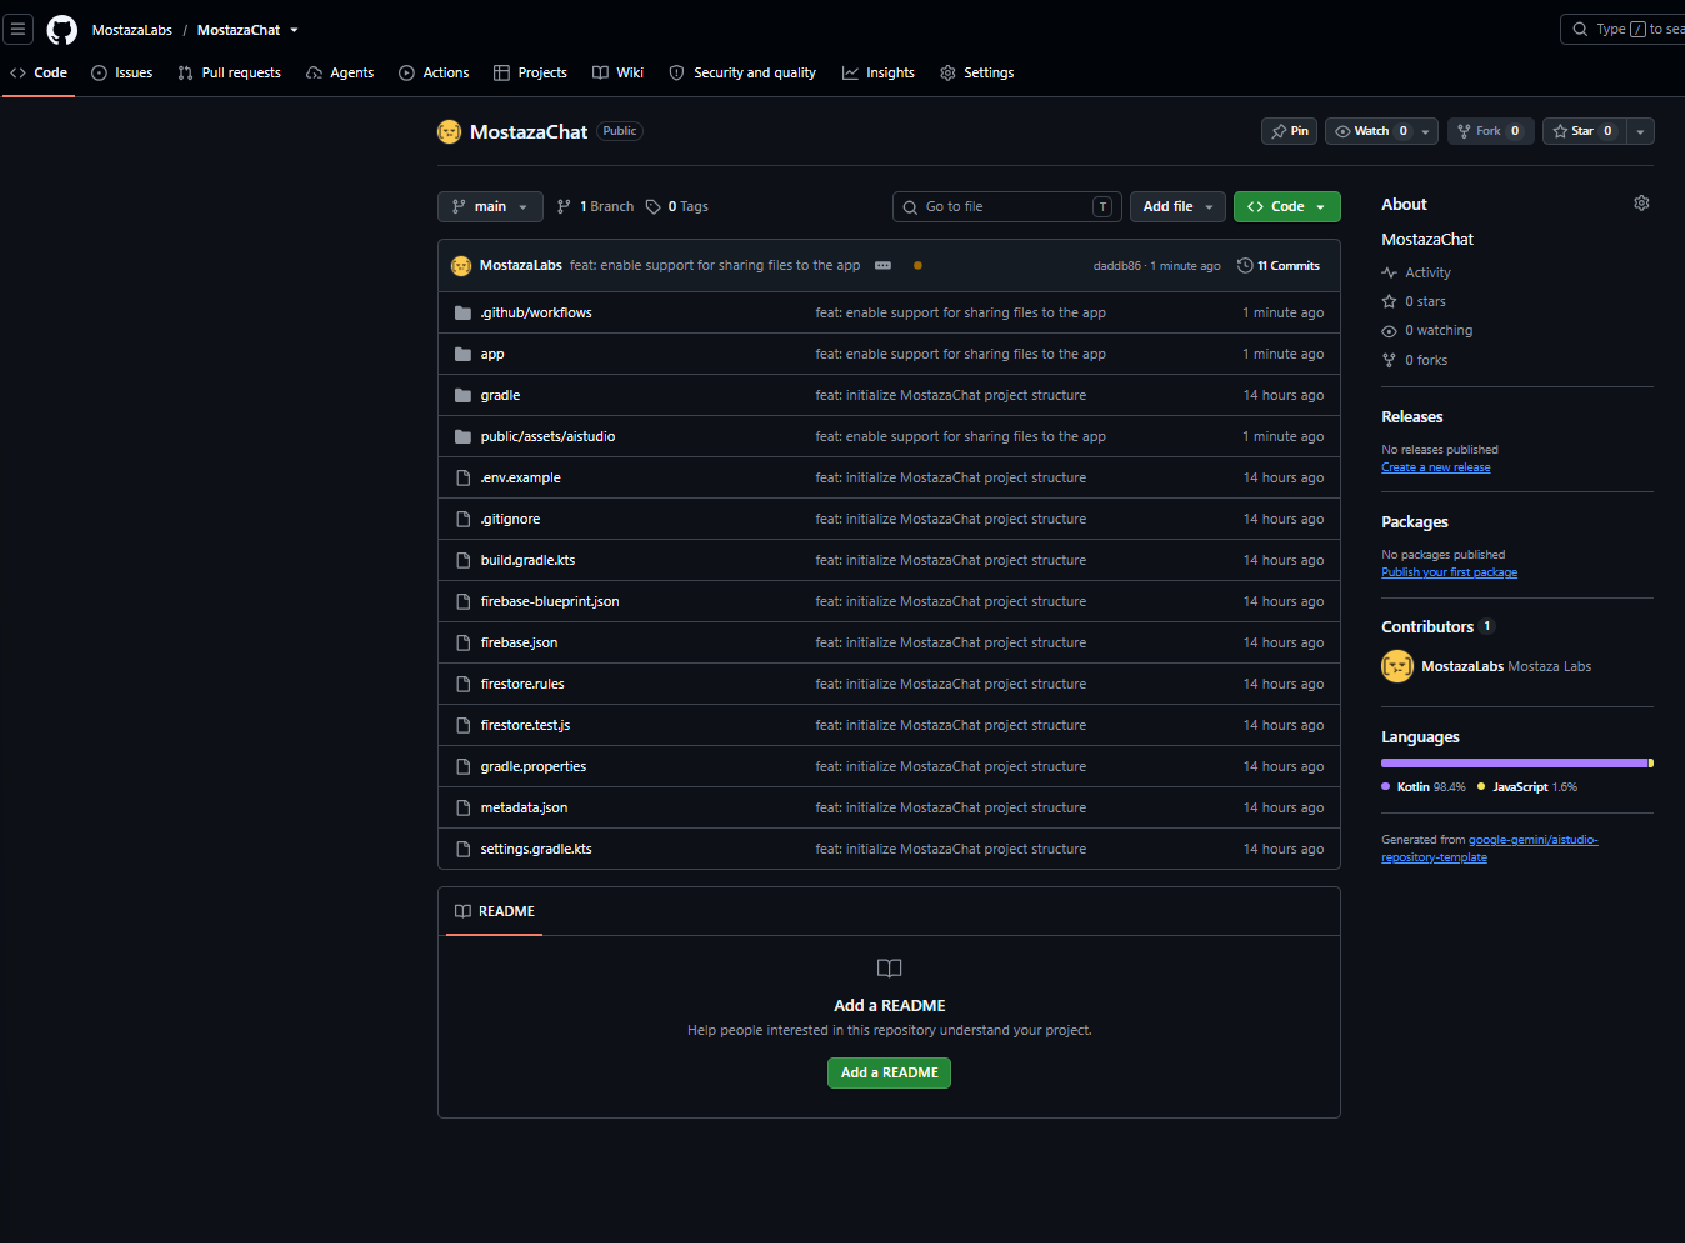 MostazaLabs / MostazaChat
Type / to sea
Code Issues Pull requests Agents Actions Projects Wiki Security and quality Insights Settings
MostazaChat Public
Pin Watch 0 Fork 0 Star 0
main 1 Branch 0 Tags Go to file T Add file Code
MostazaLabs feat: enable support for sharing files to the app daddb86 · 1 minute ago 11 Commits
.github/workflows feat: enable support for sharing files to the app 1 minute ago
app feat: enable support for sharing files to the app 1 minute ago
gradle feat: initialize MostazaChat project structure 14 hours ago
public/assets/aistudio feat: enable support for sharing files to the app 1 minute ago
.env.example feat: initialize MostazaChat project structure 14 hours ago
.gitignore feat: initialize MostazaChat project structure 14 hours ago
build.gradle.kts feat: initialize MostazaChat project structure 14 hours ago
firebase-blueprint.json feat: initialize MostazaChat project structure 14 hours ago
firebase.json feat: initialize MostazaChat project structure 14 hours ago
firestore.rules feat: initialize MostazaChat project structure 14 hours ago
firestore.test.js feat: initialize MostazaChat project structure 14 hours ago
gradle.properties feat: initialize MostazaChat project structure 14 hours ago
metadata.json feat: initialize MostazaChat project structure 14 hours ago
settings.gradle.kts feat: initialize MostazaChat project structure 14 hours ago
README
Add a README
Help people interested in this repository understand your project.
Add a README
About
MostazaChat
Activity
0 stars
0 watching
0 forks
Releases
No releases published
Create a new release
Packages
No packages published
Publish your first package
Contributors 1
MostazaLabs Mostaza Labs
Languages
Kotlin 98.4% JavaScript 1.6%
Generated from google-gemini/aistudio-
repository-template